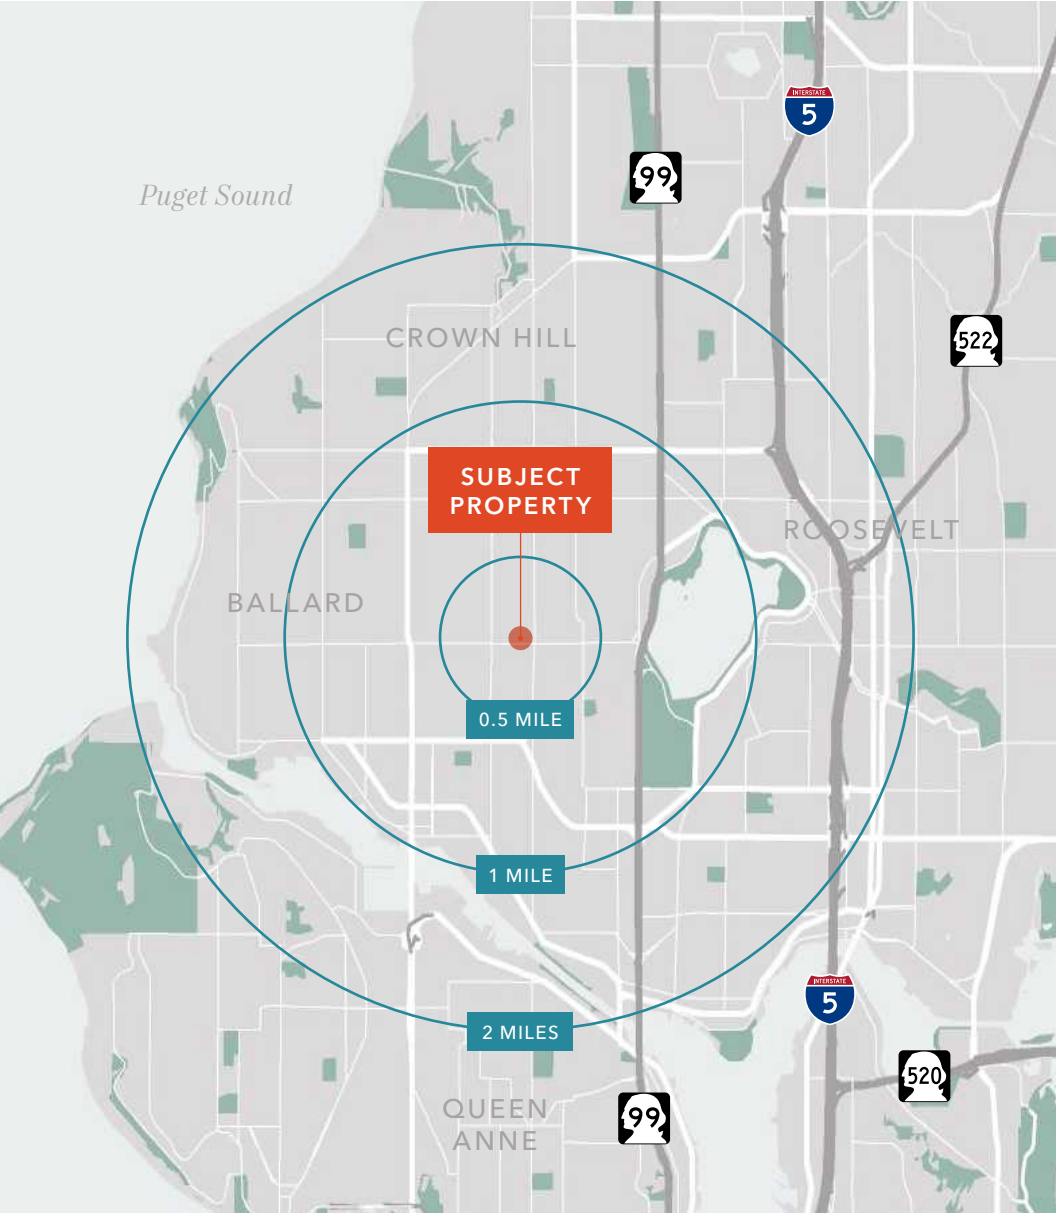 INTERSTATE
5
99
Puget Sound
CROWN HILL
522
SUBJECT
PROPERTY
ROOSEVELT
BALLARD
0.5 MILE
1 MILE
INTERSTATE
5
2 MILES
520
QUEEN
ANNE
99